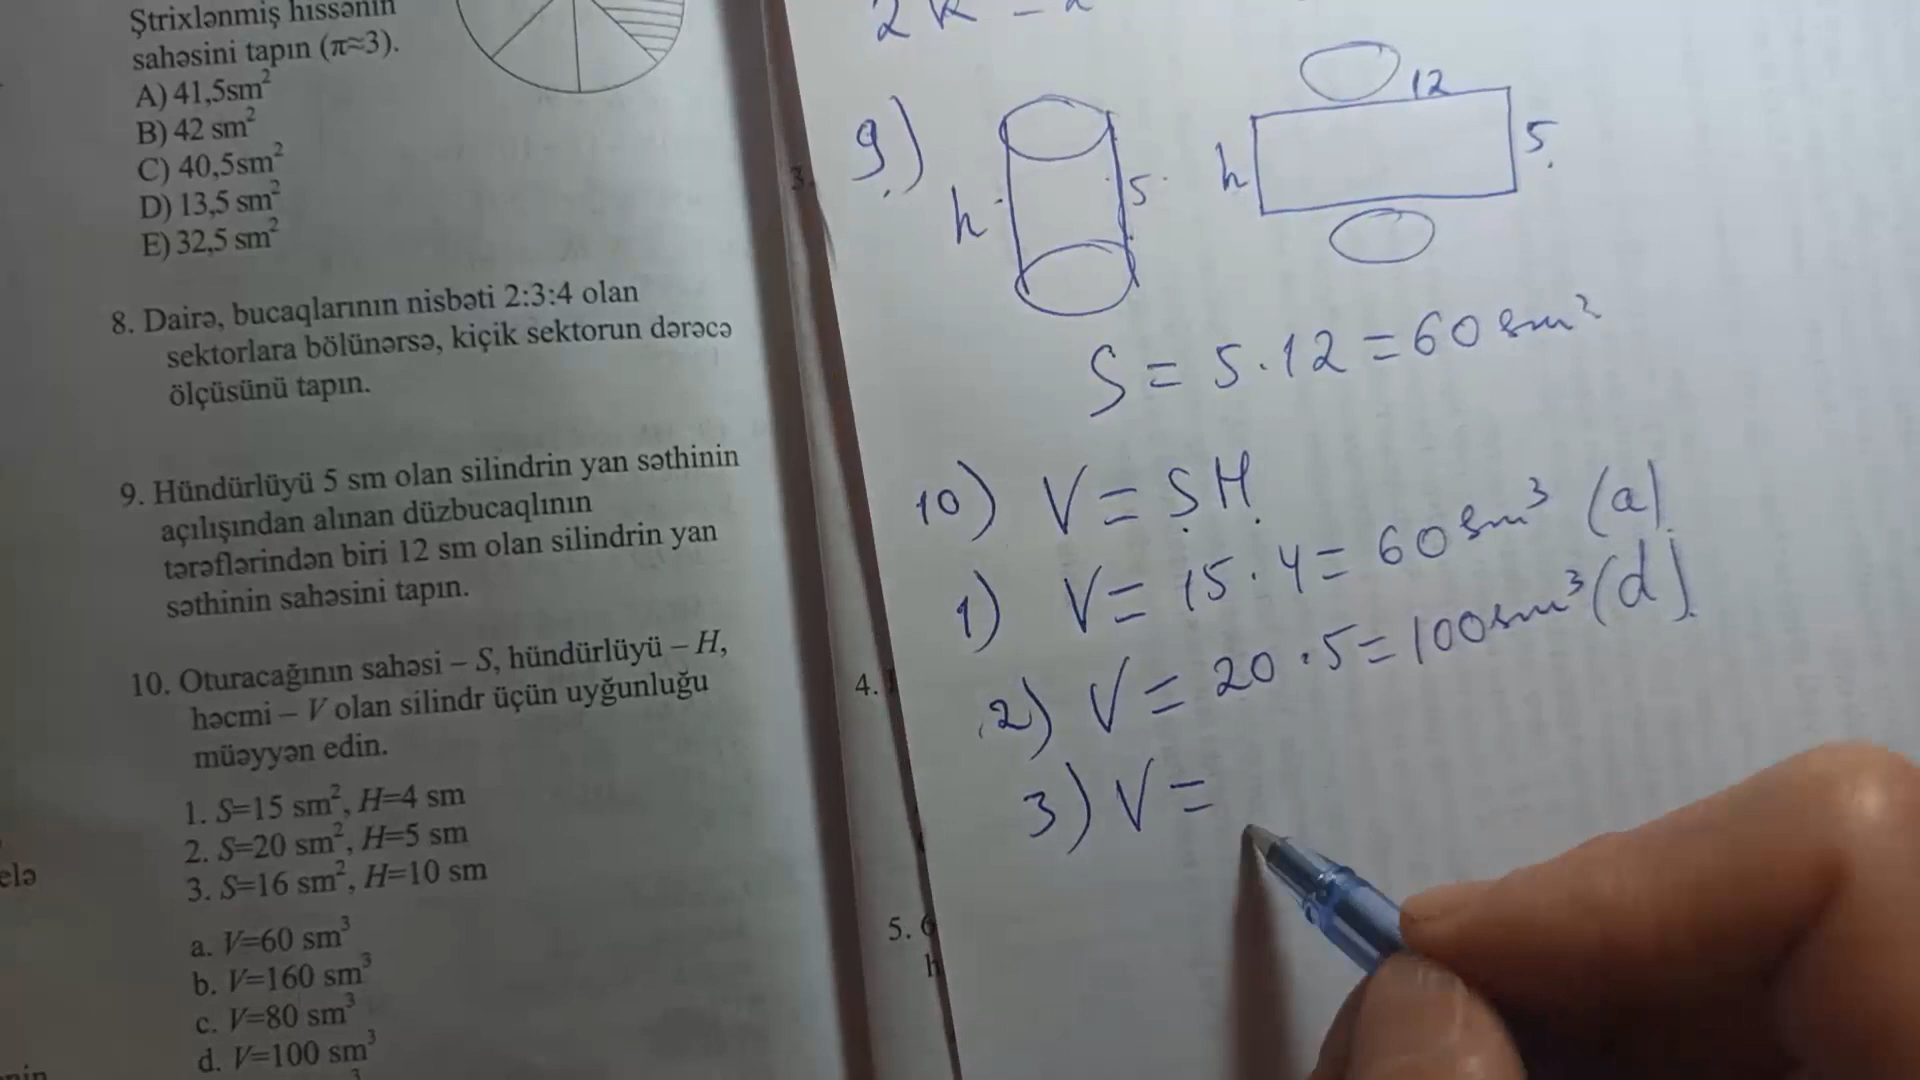 Ştrixlənmiş hissənin
sahəsini tapın (π≈3).
A) 41,5sm²
B) 42 sm²
C) 40,5sm²
D) 13,5 sm²
E) 32,5 sm²
8. Dairə, bucaqlarının nisbəti 2:3:4 olan
sektorlara bölünərsə, kiçik sektorun dərəcə
ölçüsünü tapın.
9. Hündürlüyü 5 sm olan silindrin yan səthinin
açılışından alınan düzbucaqlının
tərəflərindən biri 12 sm olan silindrin yan
səthinin sahəsini tapın.
10. Oturacağının sahəsi – S, hündürlüyü – H,
həcmi – V olan silindr üçün uyğunluğu
müəyyən edin.
1. S=15 sm², H=4 sm
2. S=20 sm², H=5 sm
3. S=16 sm², H=10 sm
a. V=60 sm³
b. V=160 sm³
c. V=80 sm³
d. V=100 sm³
elə
3.
4.
5. 6
h
9.)
h 5
h 12 5
S = 5·12 = 60 sm²
10) V = SH
1) V = 15·4 = 60 sm³ (a)
2) V = 20·5 = 100 sm³ (d)
3) V =